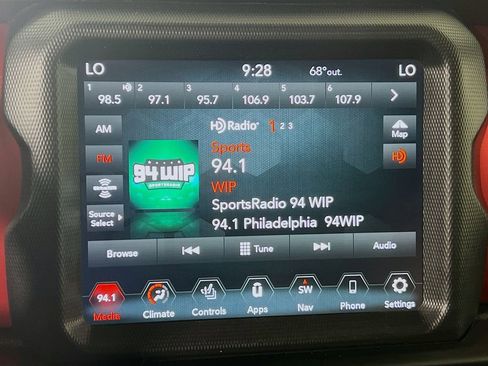 LO 9:28 68°out. LO
1 2 3 4 5 6
98.5 97.1 95.7 106.9 103.7 107.9
AM HD Radio 1 2 3 Map
FM Sports HD
94 WIP
SPORTSRADIO
94.1
WIP
SiriusXM
SportsRadio 94 WIP
Source
Select
94.1 Philadelphia 94WIP
Browse Tune Audio
94.1 SW
Media Climate Controls Apps Nav Phone Settings